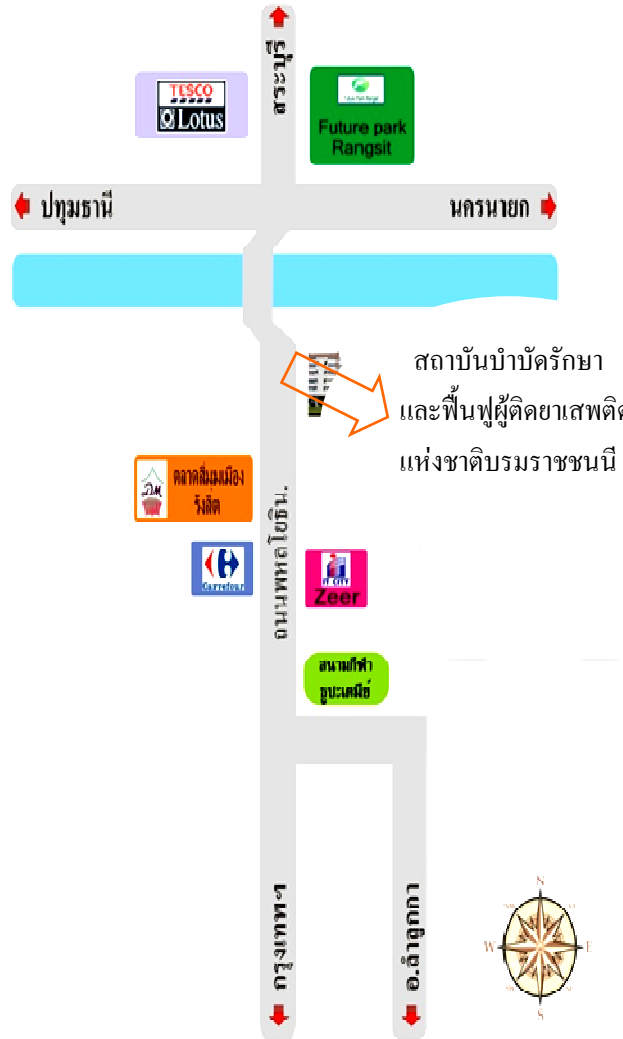 สระบุรี
TESCO
Lotus
Future Park Rangsit
Future park
Rangsit
ปทุมธานี
นครนายก
สถาบันบำบัดรักษา
และฟื้นฟูผู้ติดยาเสพติด
แห่งชาติบรมราชชนนี
ตลาดสี่มุมเมือง
รังสิต
Carrefour
ถนนพหลโยธิน.
IT CITY
Zeer
สนามกีฬา
ธูปะเตมีย์
กรุงเทพฯ
อ.ลำลูกกา
N
W
E
S